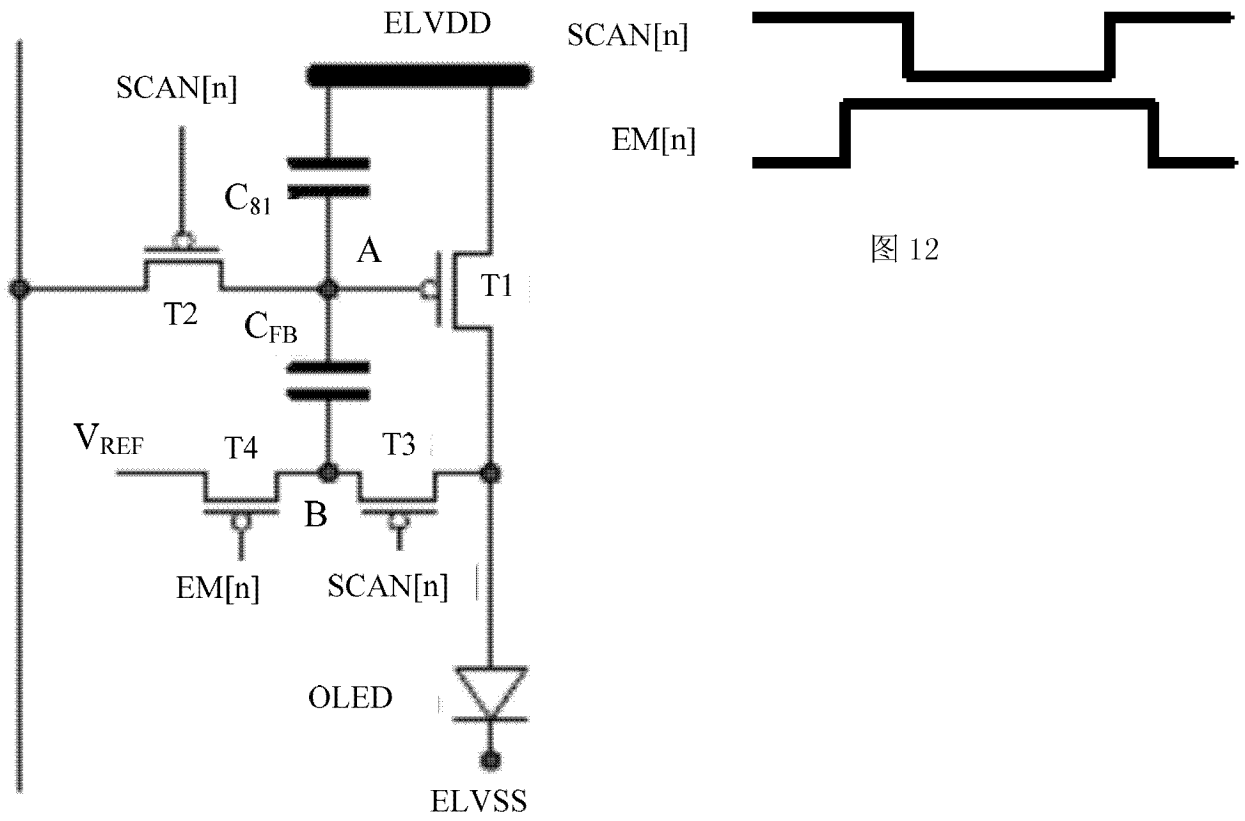 ELVDD
SCAN[n]
SCAN[n]
EM[n]
C81
A
图 12
T1
T2
CFB
VREF
T4
T3
B
EM[n]
SCAN[n]
OLED
ELVSS